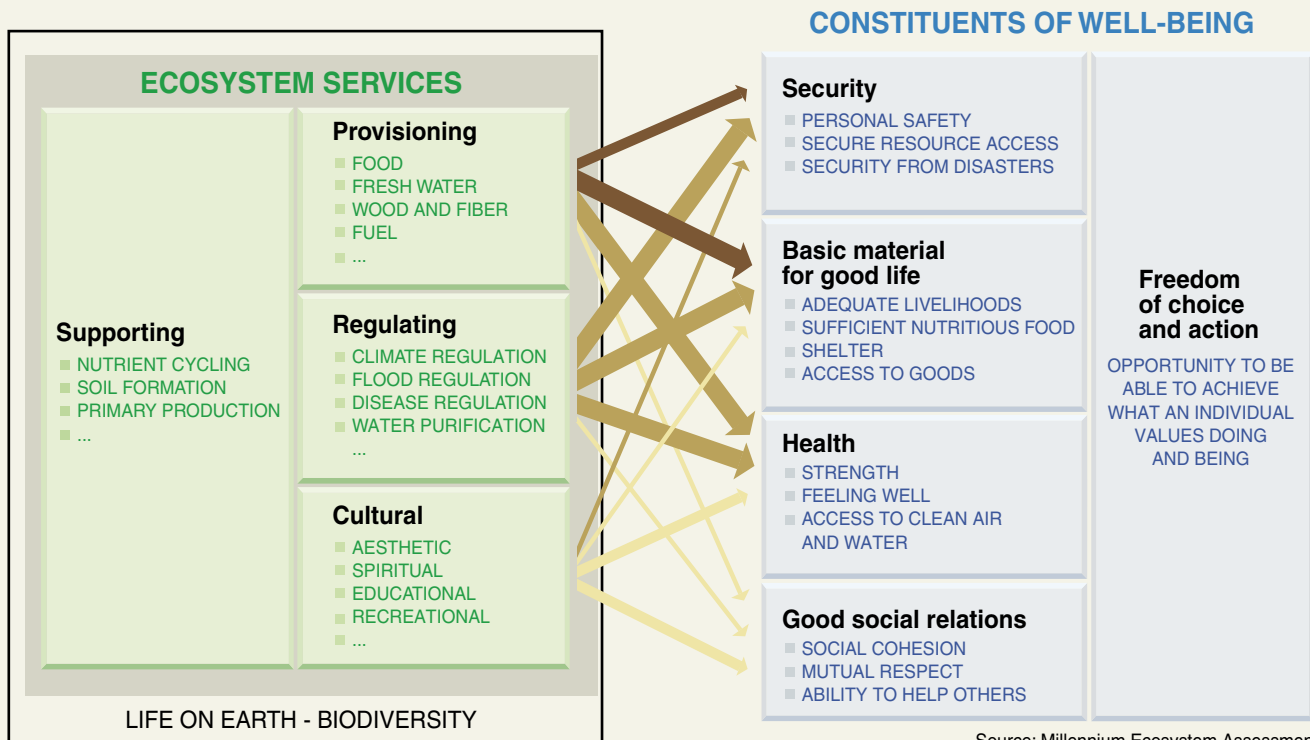 CONSTITUENTS OF WELL-BEING
ECOSYSTEM SERVICES
Supporting
NUTRIENT CYCLING
SOIL FORMATION
PRIMARY PRODUCTION
...
Provisioning
FOOD
FRESH WATER
WOOD AND FIBER
FUEL
...
Regulating
CLIMATE REGULATION
FLOOD REGULATION
DISEASE REGULATION
WATER PURIFICATION
...
Cultural
AESTHETIC
SPIRITUAL
EDUCATIONAL
RECREATIONAL
...
LIFE ON EARTH - BIODIVERSITY
Security
PERSONAL SAFETY
SECURE RESOURCE ACCESS
SECURITY FROM DISASTERS
Basic material
for good life
ADEQUATE LIVELIHOODS
SUFFICIENT NUTRITIOUS FOOD
SHELTER
ACCESS TO GOODS
Health
STRENGTH
FEELING WELL
ACCESS TO CLEAN AIR
AND WATER
Good social relations
SOCIAL COHESION
MUTUAL RESPECT
ABILITY TO HELP OTHERS
Freedom
of choice
and action
OPPORTUNITY TO BE
ABLE TO ACHIEVE
WHAT AN INDIVIDUAL
VALUES DOING
AND BEING
Source: Millennium Ecosystem